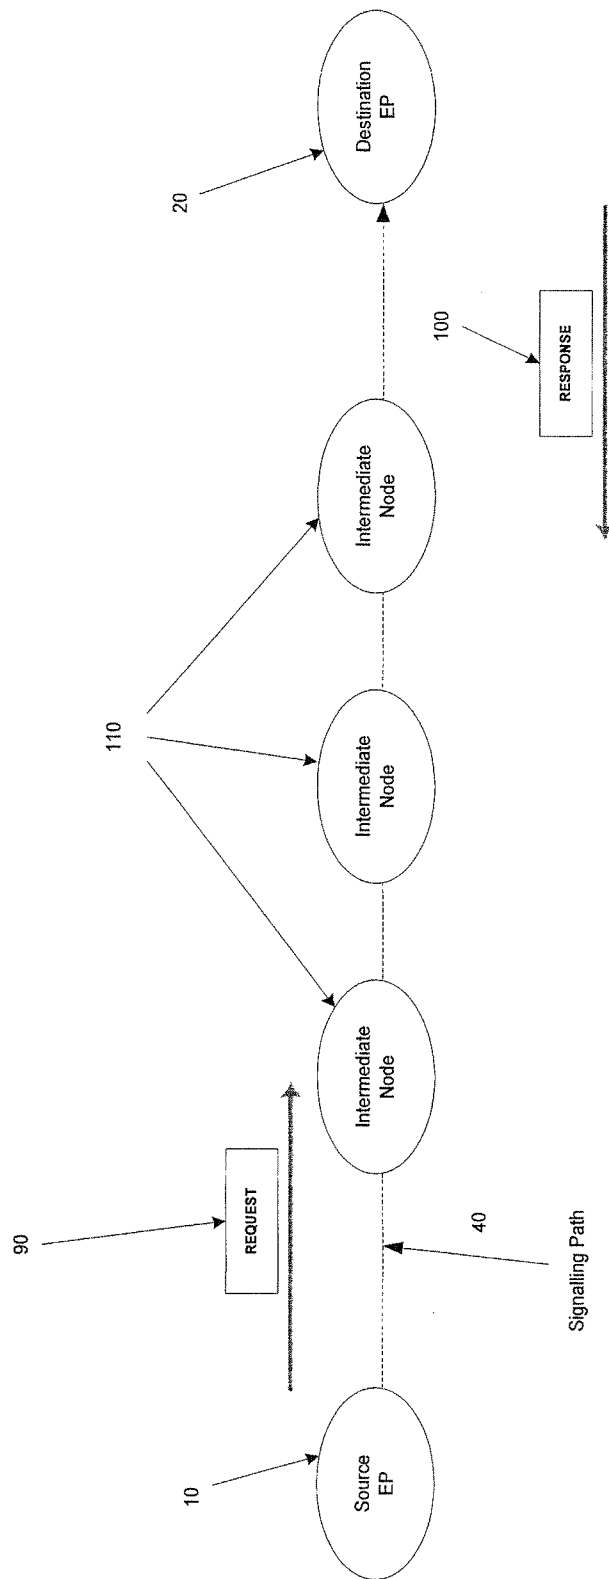 90
REQUEST
10
Source
EP
40
Signalling Path
110
Intermediate
Node
Intermediate
Node
Intermediate
Node
20
Destination
EP
100
RESPONSE